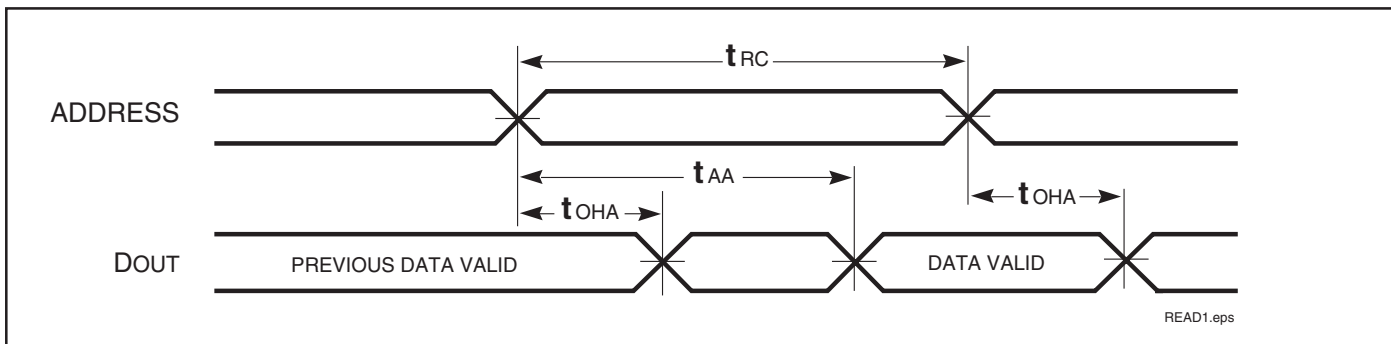 tRC
ADDRESS
tAA
tOHA
tOHA
DOUT
PREVIOUS DATA VALID
DATA VALID
READ1.eps